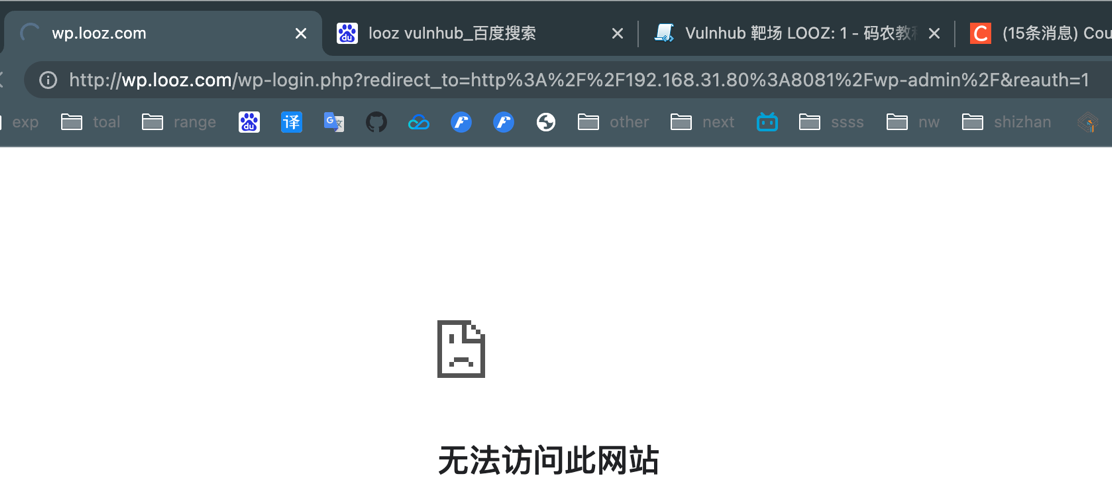 wp.looz.com
looz vulnhub_百度搜索
Vulnhub 靶场 LOOZ: 1 - 码农教程
(15条消息) Cou
http://wp.looz.com/wp-login.php?redirect_to=http%3A%2F%2F192.168.31.80%3A8081%2Fwp-admin%2F&reauth=1
exp toal range du 译 G other next ssss nw shizhan
无法访问此网站